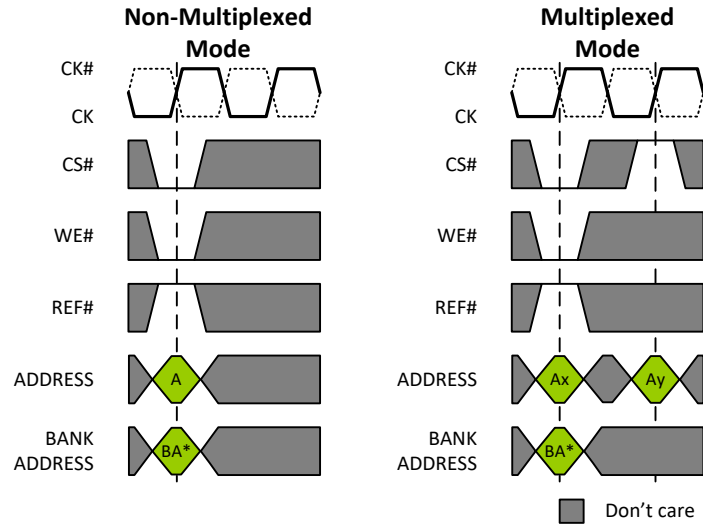 Non-Multiplexed
Mode
CK#
CK
CS#
WE#
REF#
ADDRESS
A
BANK
ADDRESS
BA*
Multiplexed
Mode
CK#
CK
CS#
WE#
REF#
ADDRESS
Ax
Ay
BANK
ADDRESS
BA*
Don't care